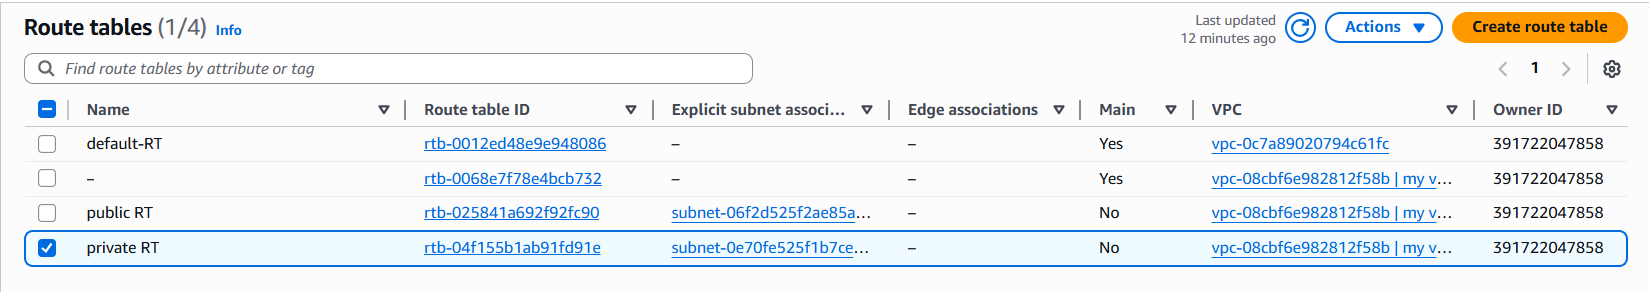 Route tables (1/4) Info
Last updated
12 minutes ago
Actions
Create route table
Find route tables by attribute or tag
1
Name Route table ID Explicit subnet associ... Edge associations Main VPC Owner ID
default-RT rtb-0012ed48e9e948086 – – Yes vpc-0c7a89020794c61fc 391722047858
– rtb-0068e7f78e4bcb732 – – Yes vpc-08cbf6e982812f58b | my v... 391722047858
public RT rtb-025841a692f92fc90 subnet-06f2d525f2ae85a... – No vpc-08cbf6e982812f58b | my v... 391722047858
private RT rtb-04f155b1ab91fd91e subnet-0e70fe525f1b7ce... – No vpc-08cbf6e982812f58b | my v... 391722047858